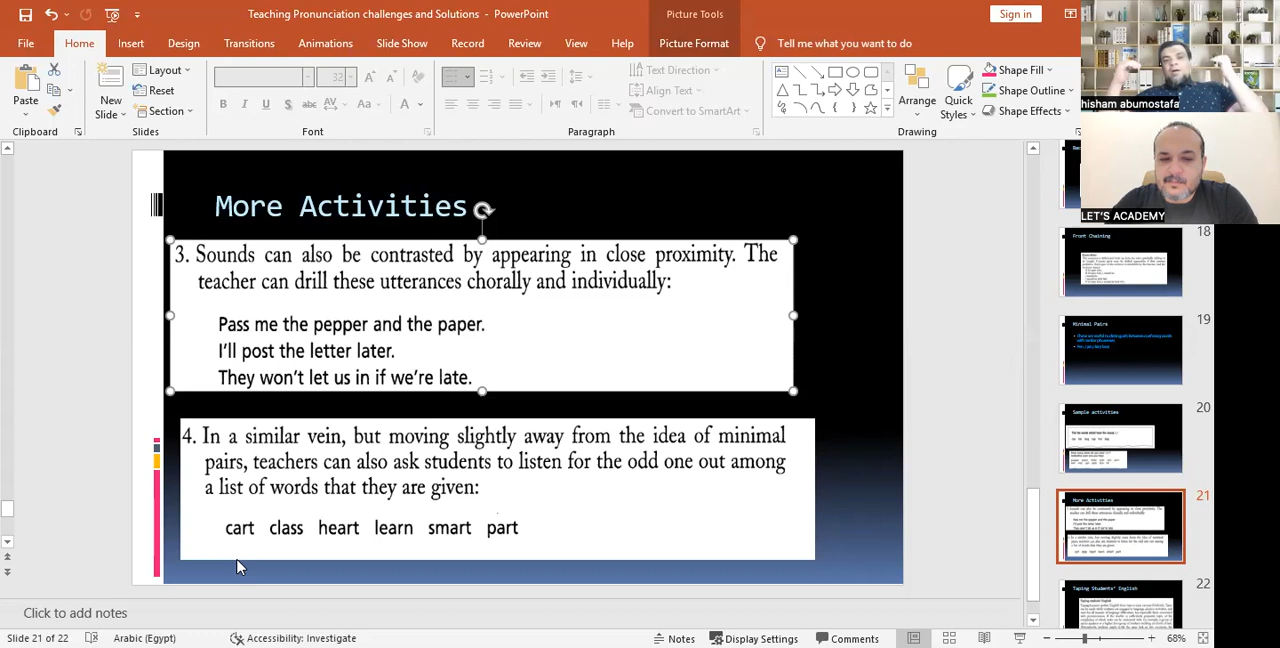 Teaching Pronunciation challenges and Solutions - PowerPoint
Picture Tools
Sign in
File Home Insert Design Transitions Animations Slide Show Record Review View Help Picture Format Tell me what you want to do
Paste
Clipboard
New Slide
Layout
Reset
Section
Slides
32
B I U S abc AV Aa A
Font
Paragraph
Text Direction
Align Text
Convert to SmartArt
Arrange
Quick Styles
Drawing
Shape Fill
Shape Outline
Shape Effects
hisham abumostafa
LET'S ACADEMY
More Activities
3. Sounds can also be contrasted by appearing in close proximity. The
teacher can drill these utterances chorally and individually.
Pass me the pepper and the paper.
I'll post the letter later.
They won't let us in if we're late.
4. In a similar vein, but moving slightly away from the idea of minimal
pairs, teachers can also ask students to listen for the odd one out among
a list of words that they are given:
cart class heart
part
18
Front Chaining
19
Minimal Pairs
20
Sample activities
21
More Activities
22
Taping Students' English
Click to add notes
Slide 21 of 22
Arabic (Egypt)
Accessibility: Investigate
Notes
Display Settings
Comments
68%